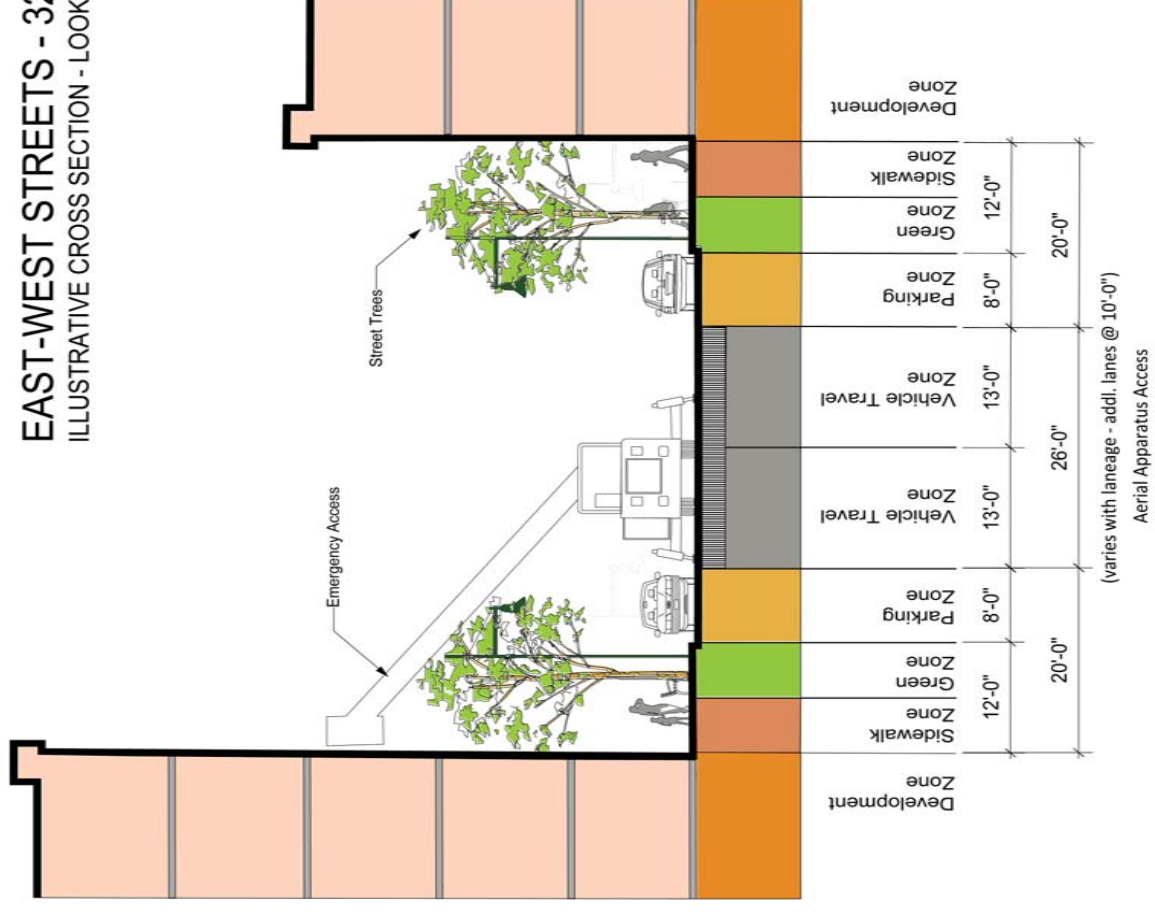 EAST-WEST STREETS - 32
ILLUSTRATIVE CROSS SECTION - LOOK
Street Trees
Emergency Access
Development
Zone
Sidewalk
Zone
Green
Zone
Parking
Zone
Vehicle Travel
Zone
Vehicle Travel
Zone
Parking
Zone
Green
Zone
Sidewalk
Zone
Development
Zone
12'-0"
8'-0"
13'-0"
13'-0"
8'-0"
12'-0"
20'-0"
26'-0"
20'-0"
(varies with laneage - addl. lanes @ 10'-0")
Aerial Apparatus Access